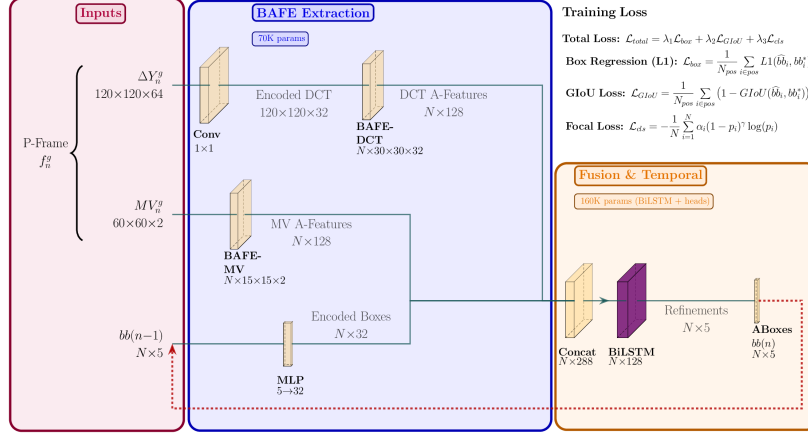 Inputs
BAFE Extraction
70K params
Training Loss
Total Loss: ℒ_total = λ₁ℒ_box + λ₂ℒ_GIoU + λ₃ℒ_cls
Box Regression (L1): ℒ_box = 1/N_pos ∑_{i∈pos} L1(b̂b_i, bb_i^*
GIoU Loss: ℒ_GIoU = 1/N_pos ∑_{i∈pos} (1 − GIoU(b̂b_i, bb_i^*))
Focal Loss: ℒ_cls = −1/N ∑_{i=1}^{N} α_i(1 − p_i)^γ log(p_i)
P-Frame
f_n^g
ΔY_n^g
120×120×64
Conv
1×1
Encoded DCT
120×120×32
BAFE-
DCT
N×30×30×32
DCT A-Features
N×128
MV_n^g
60×60×2
BAFE-
MV
N×15×15×2
MV A-Features
N×128
bb(n−1)
N×5
MLP
5→32
Encoded Boxes
N×32
Fusion & Temporal
160K params (BiLSTM + heads)
Concat
N×288
BiLSTM
N×128
Refinements
N×5
ABoxes
bb(n)
N×5